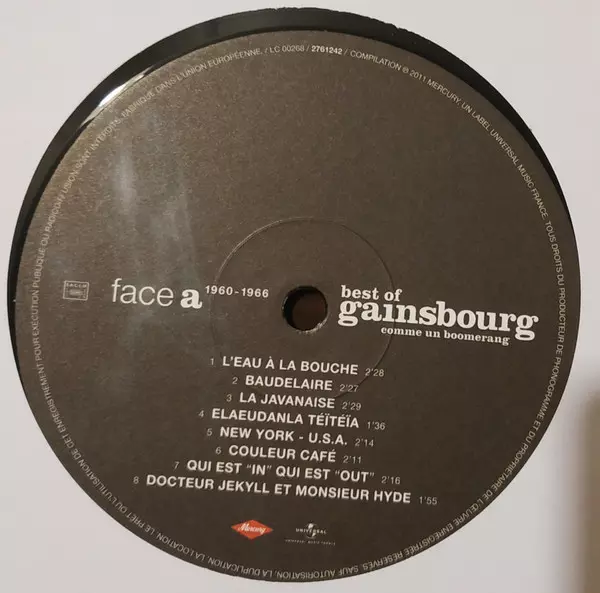 D'EXÉCUTION PUBLIQUE OU RADIODIFFUSION SONT INTERDITS. FABRIQUÉ DANS L'UNION EUROPÉENNE. / LC 00268 / 2761242 / COMPILATION ℗ 2011 MERCURY, UN LABEL UNIVERSAL MUSIC FRANCE. TOUS DROITS DU PRODUCTEUR DE PHONOGRAMME ET DU PROPRIÉTAIRE DE L'ŒUVRE ENREGISTRÉE RÉSERVÉS. SAUF AUTORISATION, LA DUPLICATION, LA LOCATION, LE PRÊT OU L'UTILISATION DE CET ENREGISTREMENT POUR EXÉCUTION PUBLIQUE OU
face a 1960-1966
best of
gainsbourg
comme un boomerang
1 L'EAU À LA BOUCHE 2'28
2 BAUDELAIRE 2'27
3 LA JAVANAISE 2'29
4 ELAEUDANLA TÉÏTÉÏA 1'36
5 NEW YORK - U.S.A. 2'14
6 COULEUR CAFÉ 2'11
7 QUI EST "IN" QUI EST "OUT" 2'16
8 DOCTEUR JEKYLL ET MONSIEUR HYDE 1'55
Mercury
UNIVERSAL